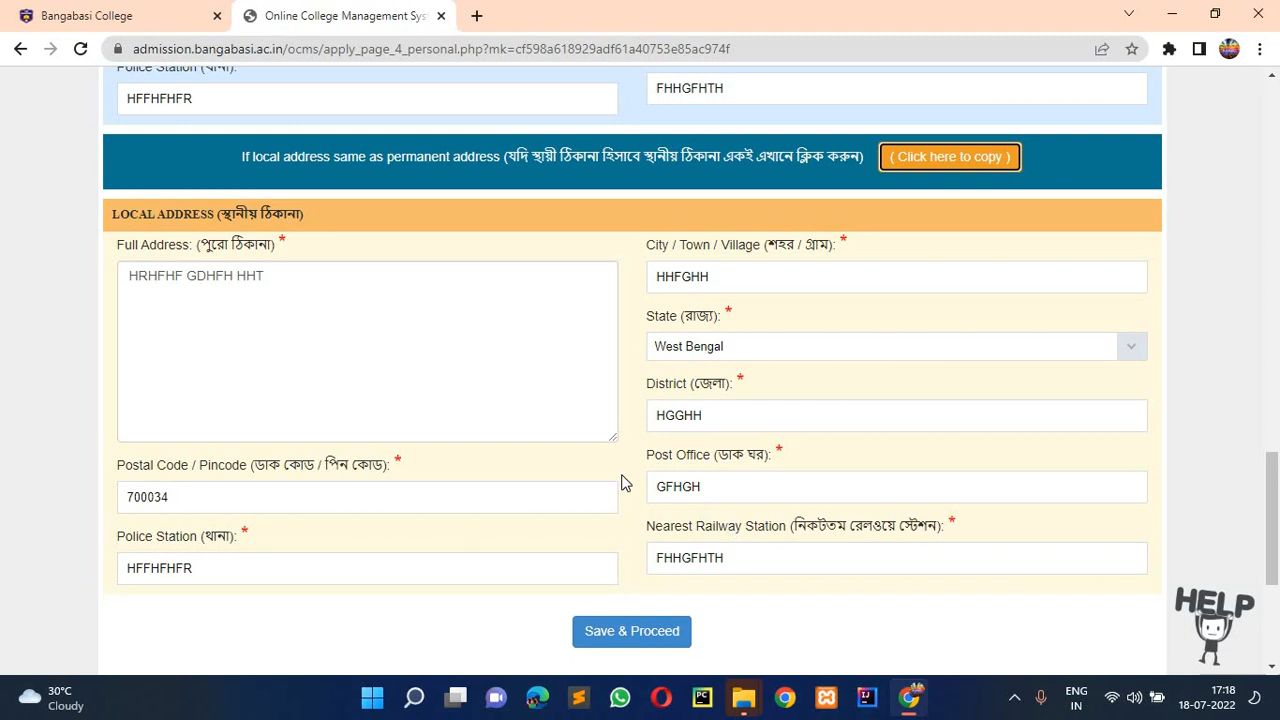 Bangabasi College
Online College Management Sys
admission.bangabasi.ac.in/ocms/apply_page_4_personal.php?mk=cf598a618929adf61a40753e85ac974f
Police Station (থানা):
HFFHFHFR
FHHGFHTH
If local address same as permanent address (যদি স্থায়ী ঠিকানা হিসাবে স্থানীয় ঠিকানা একই এখানে ক্লিক করুন)
( Click here to copy )
LOCAL ADDRESS (স্থানীয় ঠিকানা)
Full Address: (পুরো ঠিকানা) *
HRHFHF GDHFH HHT
City / Town / Village (শহর / গ্রাম): *
HHFGHH
State (রাজ্য): *
West Bengal
District (জেলা): *
HGGHH
Postal Code / Pincode (ডাক কোড / পিন কোড): *
700034
Post Office (ডাক ঘর): *
GFHGH
Police Station (থানা): *
HFFHFHFR
Nearest Railway Station (নিকটতম রেলওয়ে স্টেশন): *
FHHGFHTH
Save & Proceed
HELP
30°C
Cloudy
PC
IJ
ENG
IN
17:18
18-07-2022